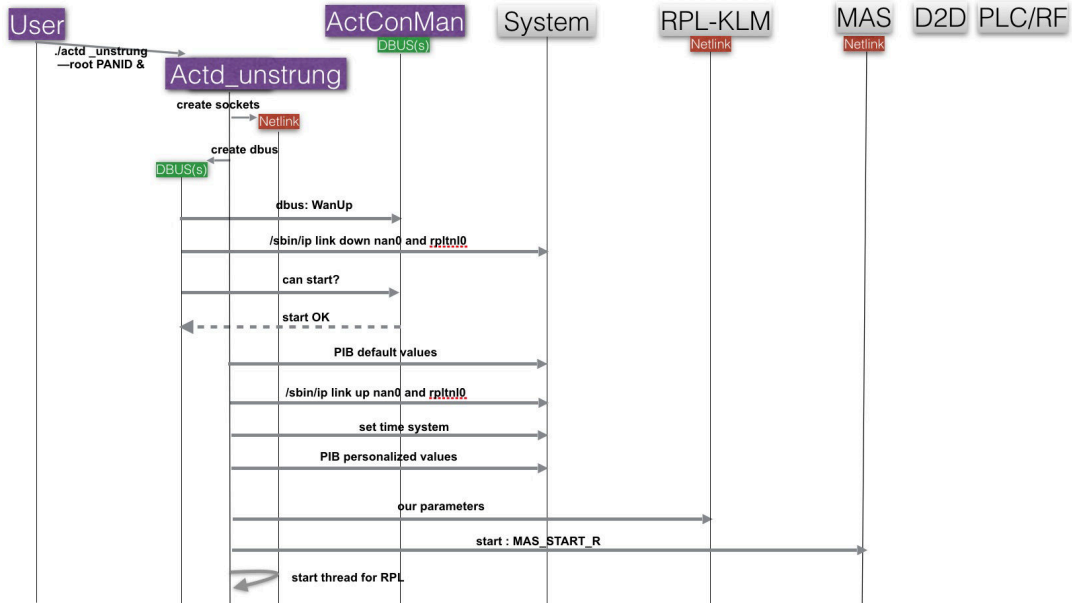 User
ActConMan
System
RPL-KLM
MAS
D2D
PLC/RF
DBUS(s)
Netlink
Netlink
./actd _unstrung
—root PANID &
Actd_unstrung
create sockets
Netlink
create dbus
DBUS(s)
dbus: WanUp
/sbin/ip link down nan0 and rpltnl0
can start?
start OK
PIB default values
/sbin/ip link up nan0 and rpltnl0
set time system
PIB personalized values
our parameters
start : MAS_START_R
start thread for RPL